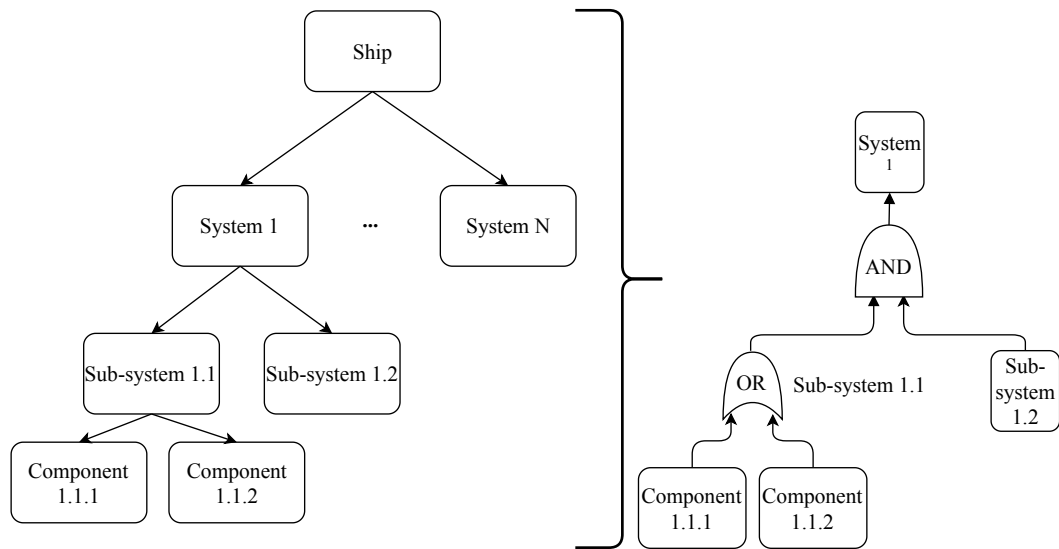 Ship
System 1
...
System N
Sub-system 1.1
Sub-system 1.2
Component
1.1.1
Component
1.1.2
System
1
AND
OR
Sub-system 1.1
Sub-
system
1.2
Component
1.1.1
Component
1.1.2